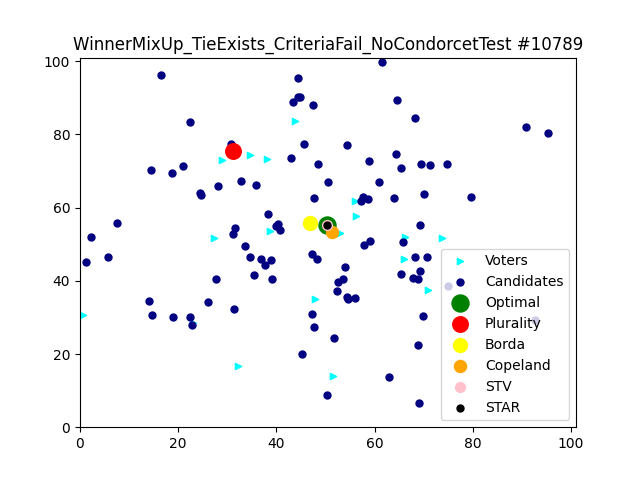 WinnerMixUp_TieExists_CriteriaFail_NoCondorcetTest #10789
100
80
60
40
20
0
0 20 40 60 80 100
Voters
Candidates
Optimal
Plurality
Borda
Copeland
STV
STAR